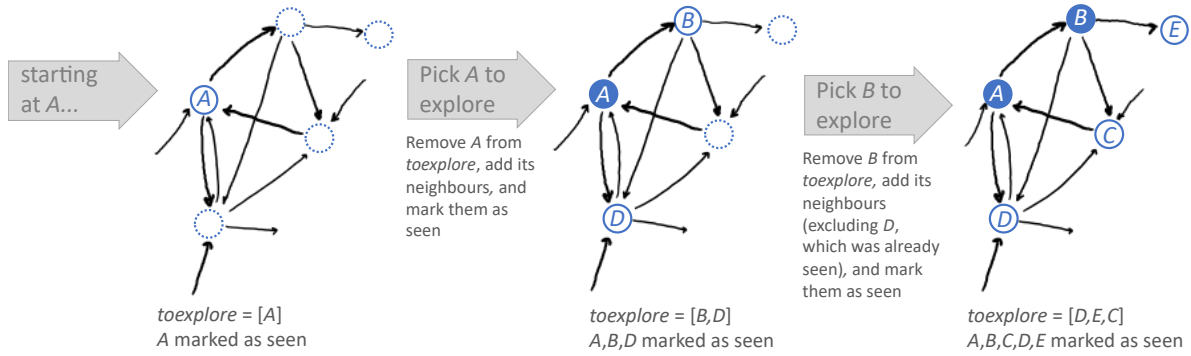 starting
at A...
A
toexplore = [A]
A marked as seen
Pick A to
explore
Remove A from
toexplore, add its
neighbours, and
mark them as
seen
B
A
D
toexplore = [B,D]
A,B,D marked as seen
Pick B to
explore
Remove B from
toexplore, add its
neighbours
(excluding D,
which was already
seen), and mark
them as seen
B
E
A
C
D
toexplore = [D,E,C]
A,B,C,D,E marked as seen